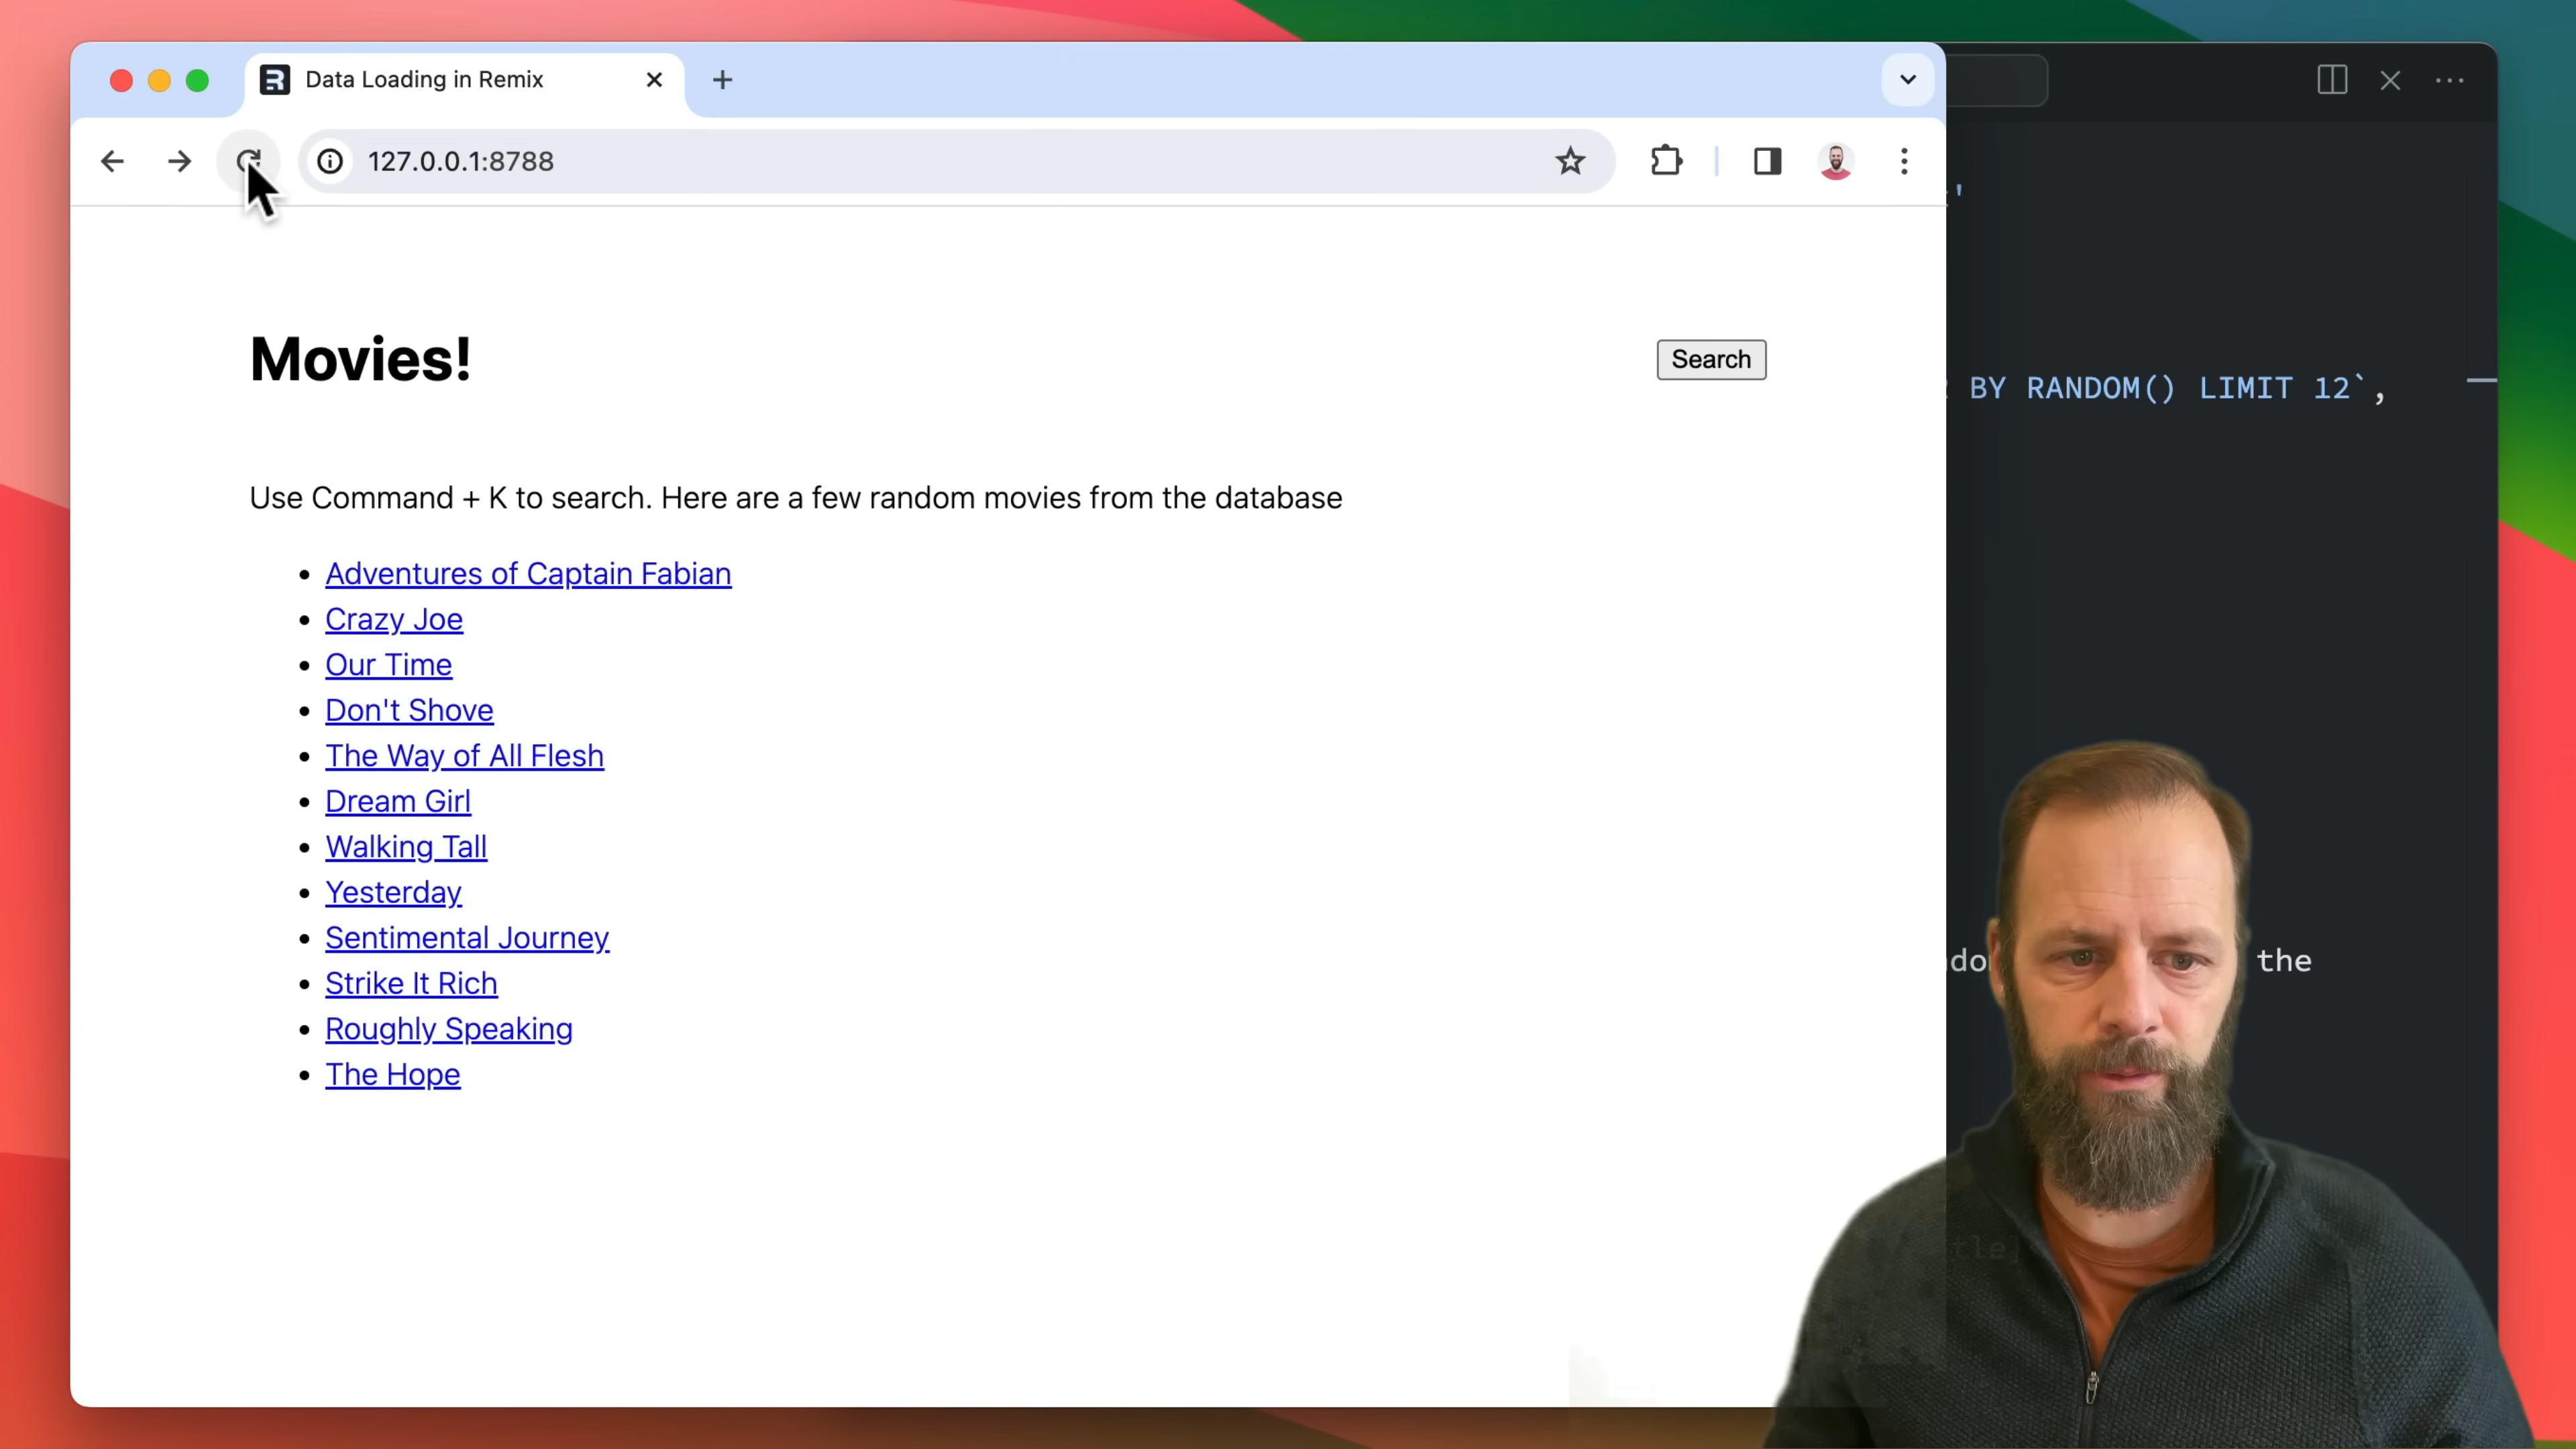 Data Loading in Remix
127.0.0.1:8788
Movies!
Search
BY RANDOM() LIMIT 12`,
Use Command + K to search. Here are a few random movies from the database
Adventures of Captain Fabian
Crazy Joe
Our Time
Don't Shove
The Way of All Flesh
Dream Girl
Walking Tall
Yesterday
Sentimental Journey
the
Strike It Rich
Roughly Speaking
The Hope